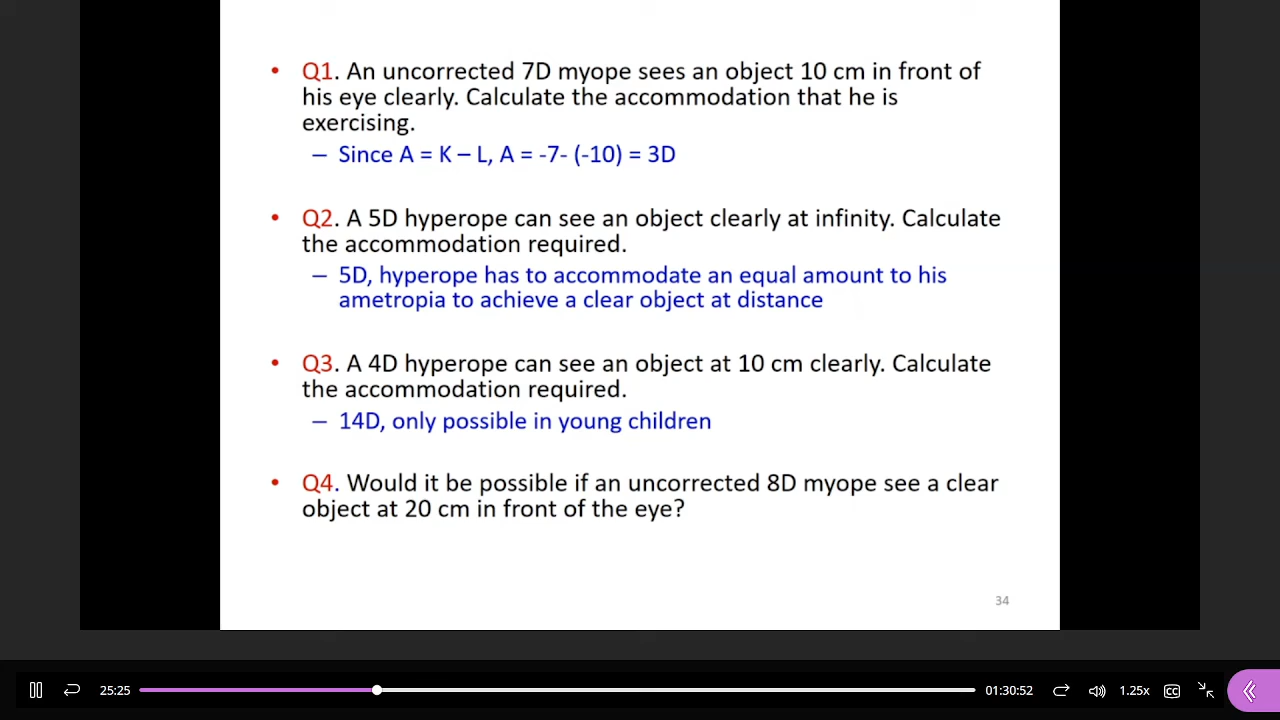 • Q1. An uncorrected 7D myope sees an object 10 cm in front of
his eye clearly. Calculate the accommodation that he is
exercising.
– Since A = K – L, A = -7- (-10) = 3D
• Q2. A 5D hyperope can see an object clearly at infinity. Calculate
the accommodation required.
– 5D, hyperope has to accommodate an equal amount to his
ametropia to achieve a clear object at distance
• Q3. A 4D hyperope can see an object at 10 cm clearly. Calculate
the accommodation required.
– 14D, only possible in young children
• Q4. Would it be possible if an uncorrected 8D myope see a clear
object at 20 cm in front of the eye?
34
25:25 01:30:52 1.25x CC